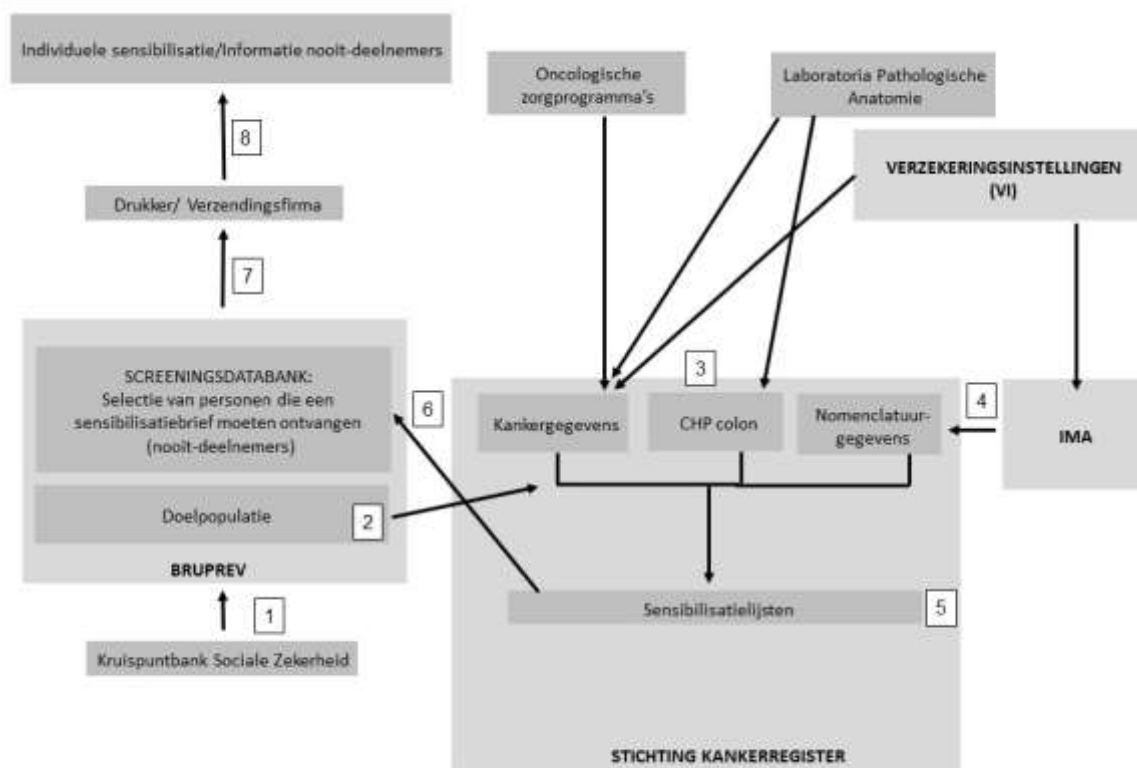 Individuele sensibilisatie/Informatie nooit-deelnemers
Oncologische
zorgprogramma's
Laboratoria Pathologische
Anatomie
8
VERZEKERINGSINSTELLINGEN
(VI)
Drukker/ Verzendingsfirma
7
SCREENINGSDATABANK:
Selectie van personen die een
sensibilisatiebrief moeten ontvangen
(nooit-deelnemers)
6
3
Kankergegevens
CHP colon
Nomenclatuur-
gegevens
4
IMA
Doelpopulatie
2
BRUPREV
1
Sensibilisatielijsten
5
Kruispuntbank Sociale Zekerheid
STICHTING KANKERREGISTER